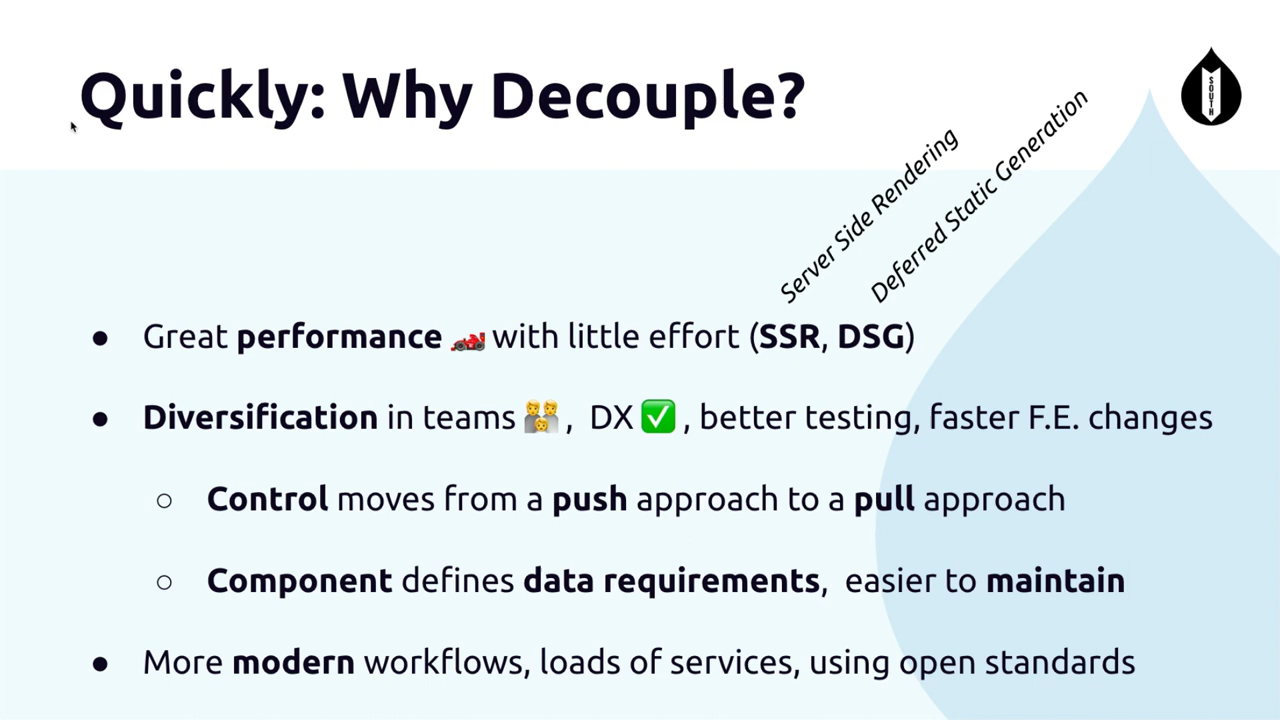 Quickly: Why Decouple?
SOUTH
Server Side Rendering
Deferred Static Generation
● Great performance 🏎️ with little effort (SSR, DSG)
● Diversification in teams 👨‍👩‍👦, DX ✅, better testing, faster F.E. changes
○ Control moves from a push approach to a pull approach
○ Component defines data requirements, easier to maintain
● More modern workflows, loads of services, using open standards